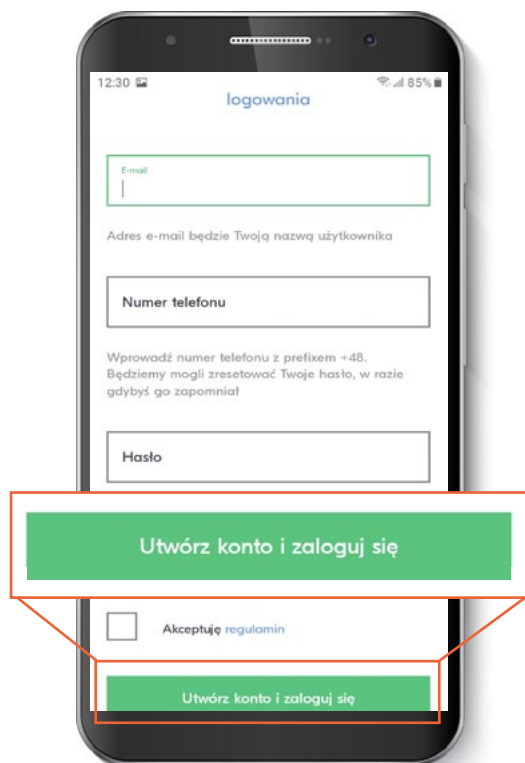 12:30
85%
logowania
E-mail
Adres e-mail będzie Twoją nazwą użytkownika
Numer telefonu
Wprowadź numer telefonu z prefixem +48.
Będziemy mogli zresetować Twoje hasło, w razie
gdybyś go zapomniał
Hasło
Utwórz konto i zaloguj się
Akceptuję regulamin
Utwórz konto i zaloguj się